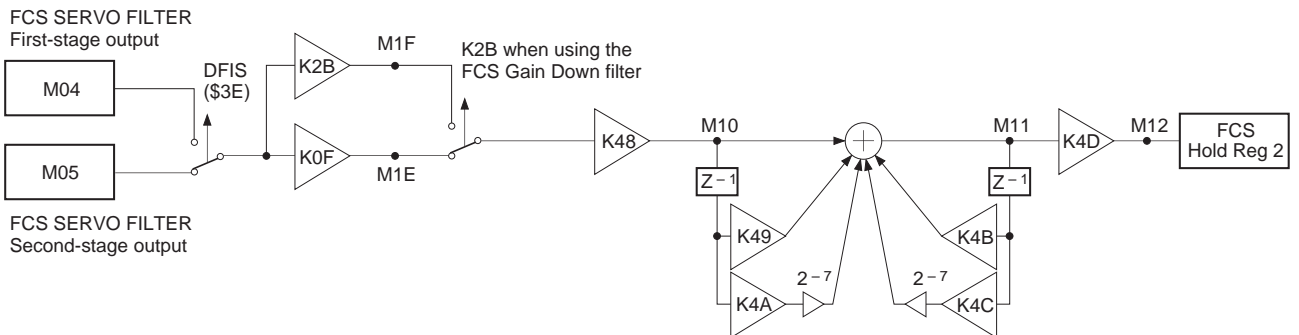 FCS SERVO FILTER
First-stage output
M04
DFIS
($3E)
K2B
M1F
K2B when using the
FCS Gain Down filter
M05
K0F
M1E
K48
M10
M11
K4D
M12
FCS
Hold Reg 2
Z – 1
Z – 1
FCS SERVO FILTER
Second-stage output
K49
K4B
2 – 7
2 – 7
K4A
K4C